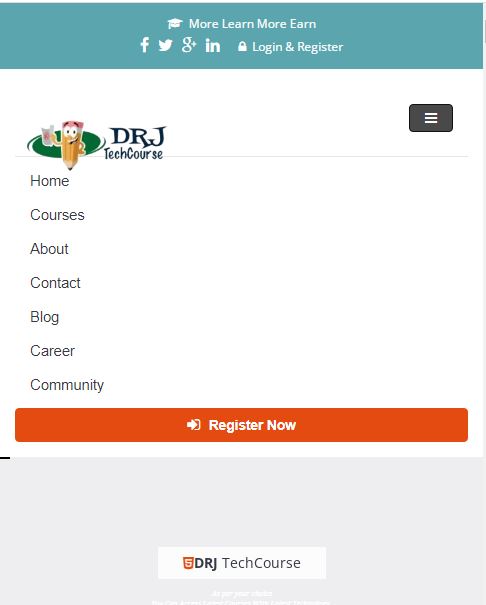 More Learn More Earn
Login & Register
DRJ
TechCourse
Home
Courses
About
Contact
Blog
Career
Community
Register Now
DRJ TechCourse
As per your choice